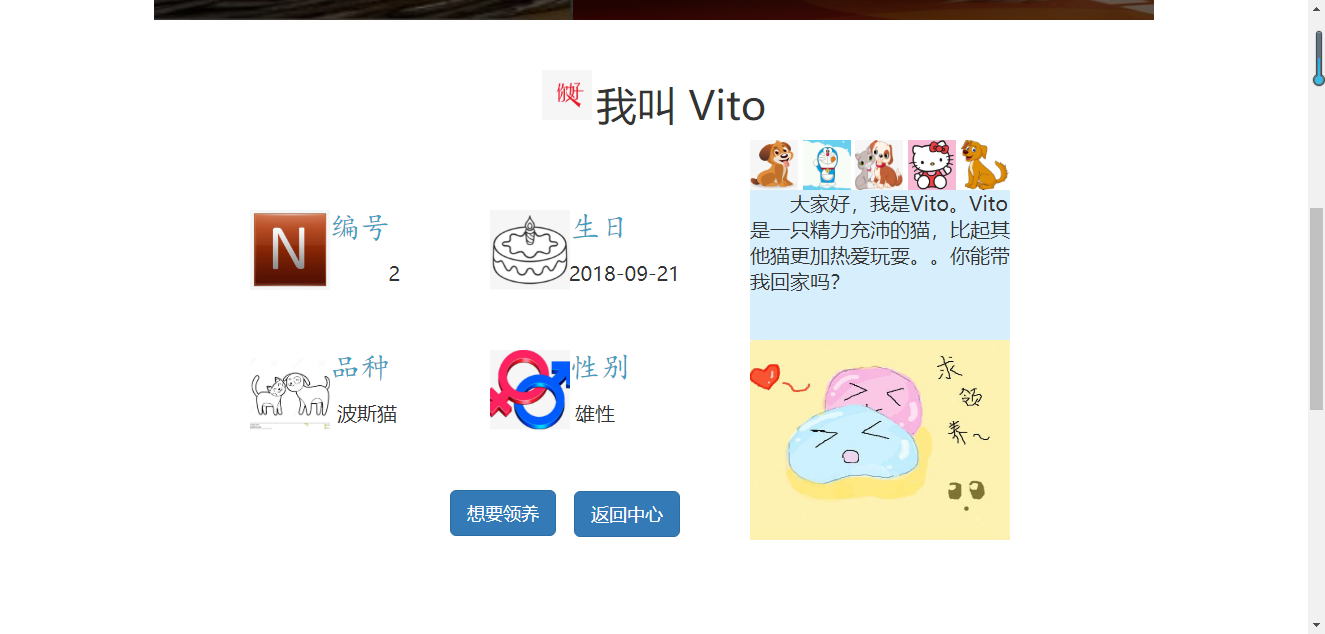 你好
我叫 Vito
N
编号
2
生日
2018-09-21
品种
波斯猫
性别
雄性
想要领养
返回中心
大家好，我是Vito。Vito
是一只精力充沛的猫，比起其
他猫更加热爱玩耍。。你能带
我回家吗？
求
领
养～